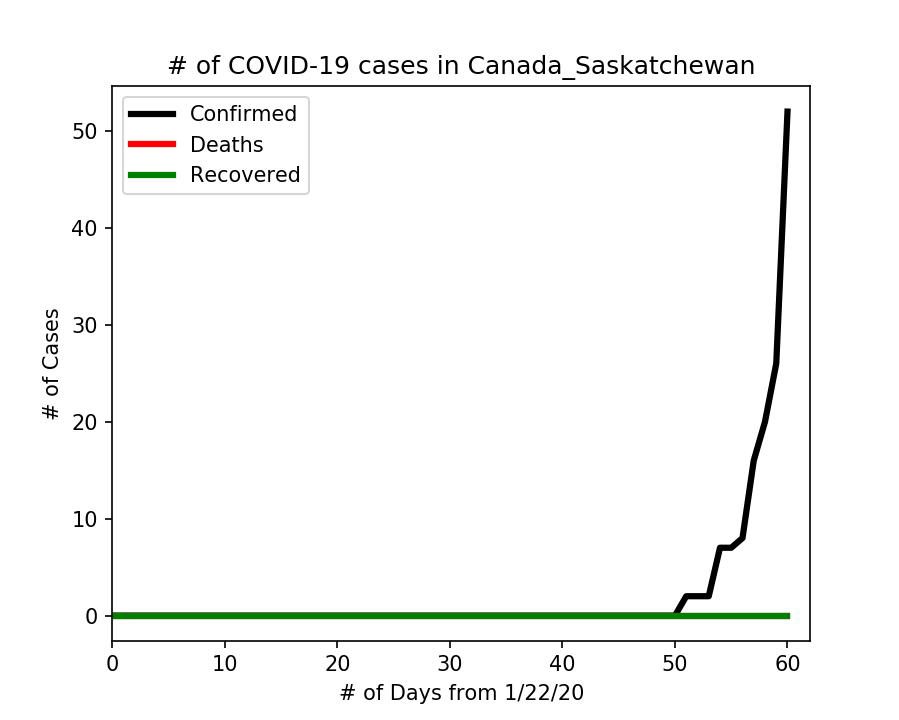 # of COVID-19 cases in Canada_Saskatchewan
Confirmed
Deaths
Recovered
# of Cases
50
40
30
20
10
0
0 10 20 30 40 50 60
# of Days from 1/22/20